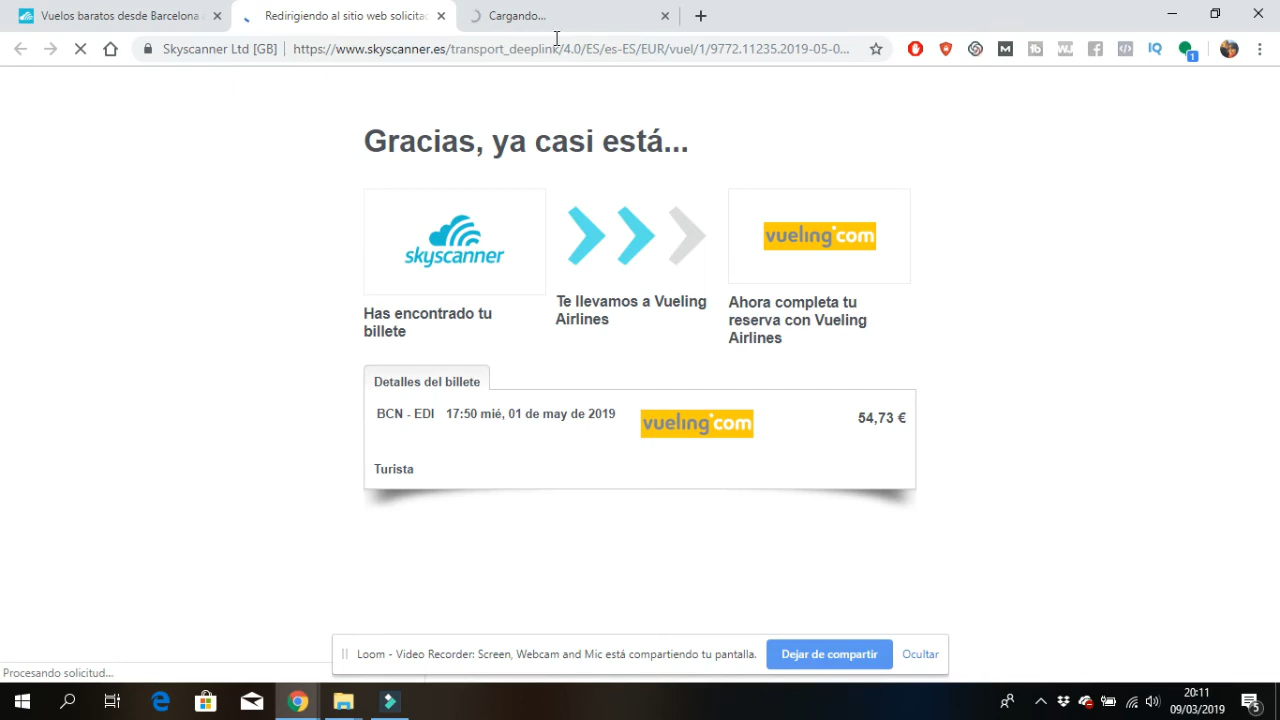 Vuelos baratos desde Barcelona a
Redirigiendo al sitio web solicitad
Cargando...
Skyscanner Ltd [GB]
https://www.skyscanner.es/transport_deeplink/4.0/ES/es-ES/EUR/vuel/1/9772.11235.2019-05-0...
Gracias, ya casi está...
skyscanner
vueling.com
Has encontrado tu
billete
Te llevamos a Vueling
Airlines
Ahora completa tu
reserva con Vueling
Airlines
Detalles del billete
BCN - EDI 17:50 mié, 01 de may de 2019
vueling.com
54,73 €
Turista
Loom - Video Recorder: Screen, Webcam and Mic está compartiendo tu pantalla.
Dejar de compartir
Ocultar
Procesando solicitud...
20:11
09/03/2019